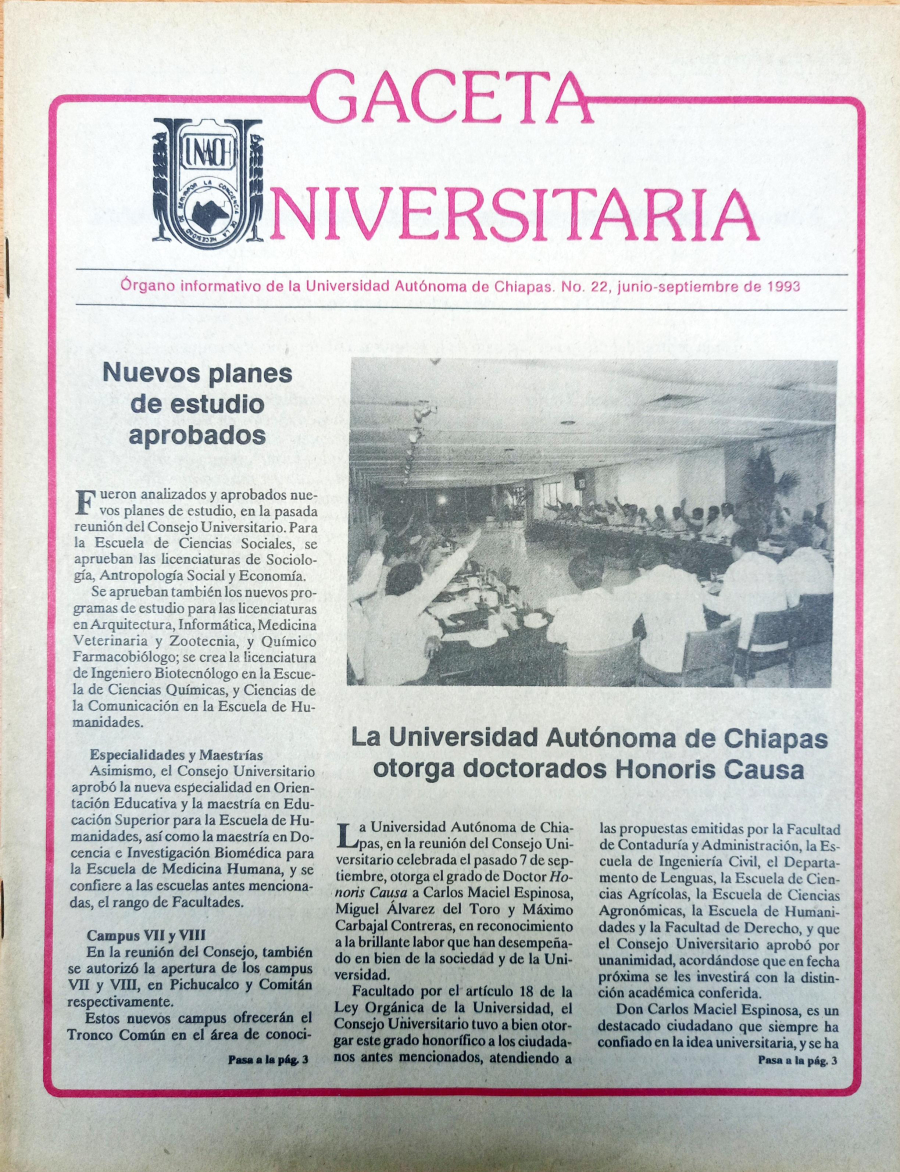 GACETA
UNACH
POR LA CONCIENCIA DE LA NECESIDAD DE SERVIR
UNIVERSITARIA
Órgano informativo de la Universidad Autónoma de Chiapas. No. 22, junio-septiembre de 1993
Nuevos planes
de estudio
aprobados
Fueron analizados y aprobados nue-
vos planes de estudio, en la pasada
reunión del Consejo Universitario. Para
la Escuela de Ciencias Sociales, se
aprueban las licenciaturas de Sociolo-
gía, Antropología Social y Economía.
Se aprueban también los nuevos pro-
gramas de estudio para las licenciaturas
en Arquitectura, Informática, Medicina
Veterinaria y Zootecnia, y Químico
Farmacobiólogo; se crea la licenciatura
de Ingeniero Biotecnólogo en la Escue-
la de Ciencias Químicas, y Ciencias de
la Comunicación en la Escuela de Hu-
manidades.
Especialidades y Maestrías
Asimismo, el Consejo Universitario
aprobó la nueva especialidad en Orien-
tación Educativa y la maestría en Edu-
cación Superior para la Escuela de Hu-
manidades, así como la maestría en Do-
cencia e Investigación Biomédica para
la Escuela de Medicina Humana, y se
confiere a las escuelas antes menciona-
das, el rango de Facultades.
Campus VII y VIII
En la reunión del Consejo, también
se autorizó la apertura de los campus
VII y VIII, en Pichucalco y Comitán
respectivamente.
Estos nuevos campus ofrecerán el
Tronco Común en el área de conoci-
Pasa a la pág. 3
La Universidad Autónoma de Chiapas
otorga doctorados Honoris Causa
La Universidad Autónoma de Chia-
pas, en la reunión del Consejo Uni-
versitario celebrada el pasado 7 de sep-
tiembre, otorga el grado de Doctor Ho-
noris Causa a Carlos Maciel Espinosa,
Miguel Álvarez del Toro y Máximo
Carbajal Contreras, en reconocimiento
a la brillante labor que han desempeña-
do en bien de la sociedad y de la Uni-
versidad.
Facultado por el artículo 18 de la
Ley Orgánica de la Universidad, el
Consejo Universitario tuvo a bien otor-
gar este grado honorífico a los ciudada-
nos antes mencionados, atendiendo a
las propuestas emitidas por la Facultad
de Contaduría y Administración, la Es-
cuela de Ingeniería Civil, el Departa-
mento de Lenguas, la Escuela de Cien-
cias Agrícolas, la Escuela de Ciencias
Agronómicas, la Escuela de Humani-
dades y la Facultad de Derecho, y que
el Consejo Universitario aprobó por
unanimidad, acordándose que en fecha
próxima se les investirá con la distin-
ción académica conferida.
Don Carlos Maciel Espinosa, es un
destacado ciudadano que siempre ha
confiado en la idea universitaria, y se ha
Pasa a la pág. 3